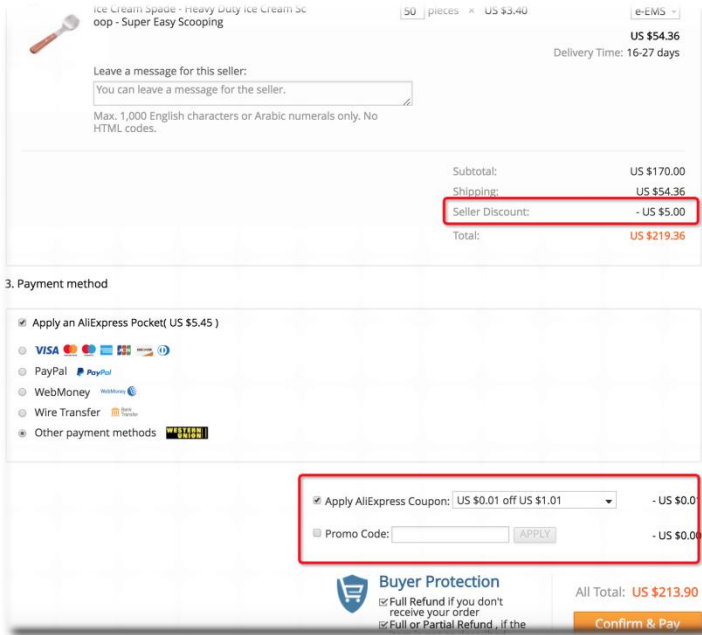 Ice Cream Spade - Heavy Duty Ice Cream Sc
oop - Super Easy Scooping
50 pieces × US $3.40
e-EMS
US $54.36
Delivery Time: 16-27 days
Leave a message for this seller:
You can leave a message for the seller.
Max. 1,000 English characters or Arabic numerals only. No
HTML codes.
Subtotal: US $170.00
Shipping: US $54.36
Seller Discount: - US $5.00
Total: US $219.36
3. Payment method
Apply an AliExpress Pocket( US $5.45 )
VISA DISCOVER
PayPal PayPal
WebMoney WebMoney
Wire Transfer Bank Transfer
Other payment methods WESTERN UNION
Apply AliExpress Coupon: US $0.01 off US $1.01 - US $0.01
Promo Code: APPLY - US $0.00
Buyer Protection
Full Refund if you don't
receive your order
Full or Partial Refund , if the
All Total: US $213.90
Confirm & Pay